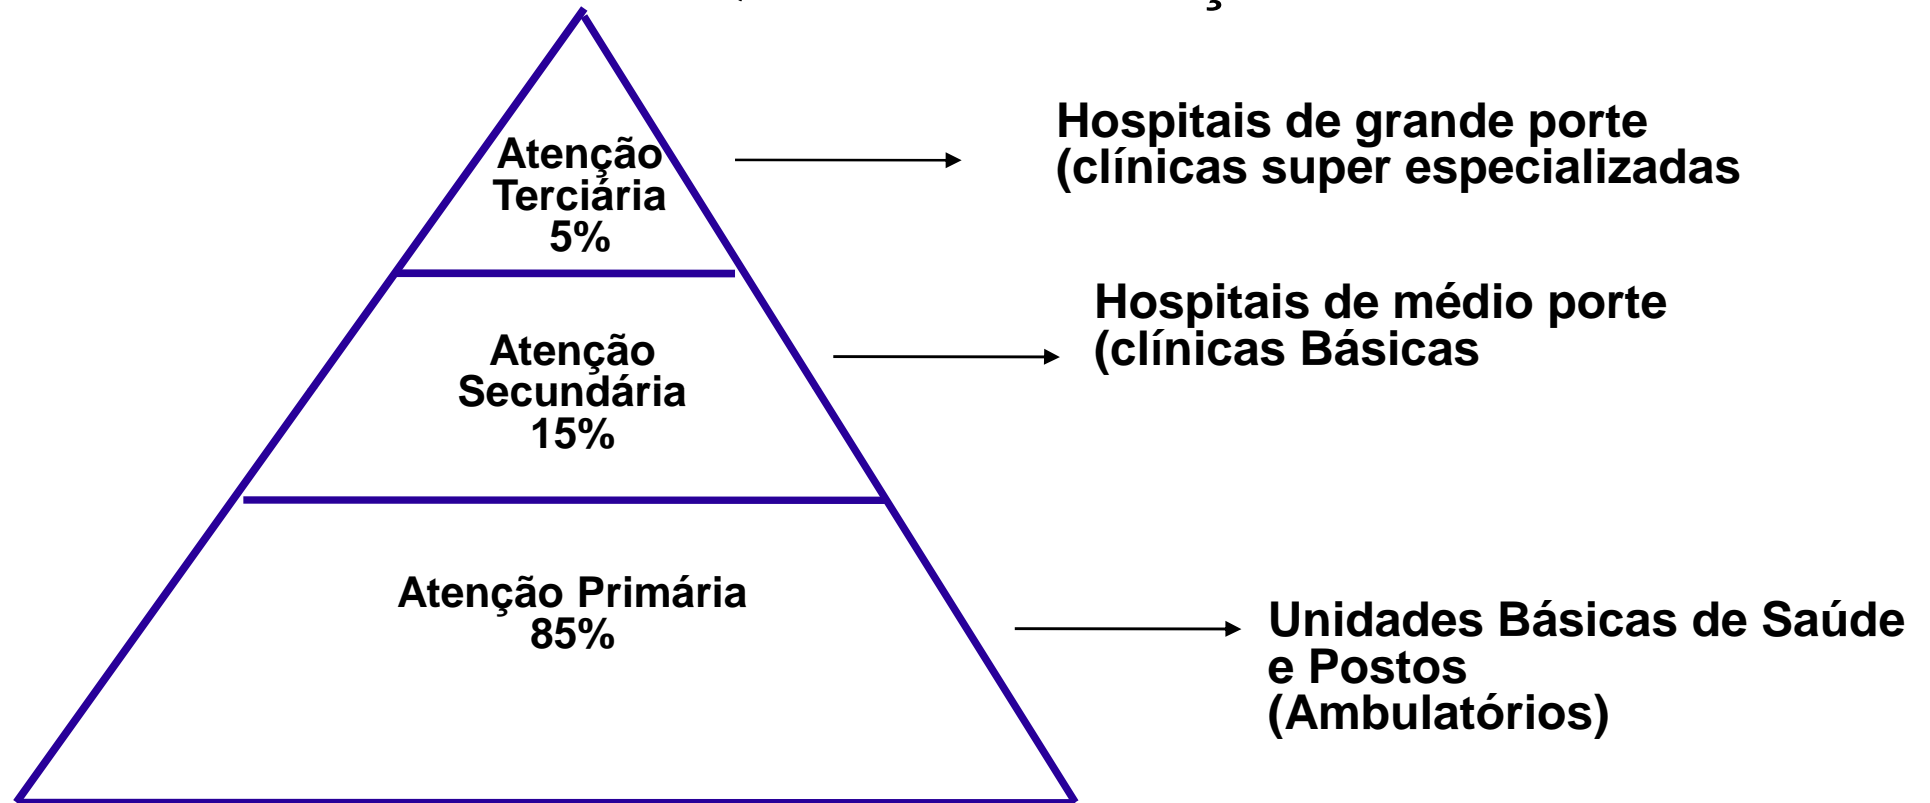 Atenção
Terciária
5%
Hospitais de grande porte
(clínicas super especializadas
Atenção
Secundária
15%
Hospitais de médio porte
(clínicas Básicas
Atenção Primária
85%
Unidades Básicas de Saúde
e Postos
(Ambulatórios)